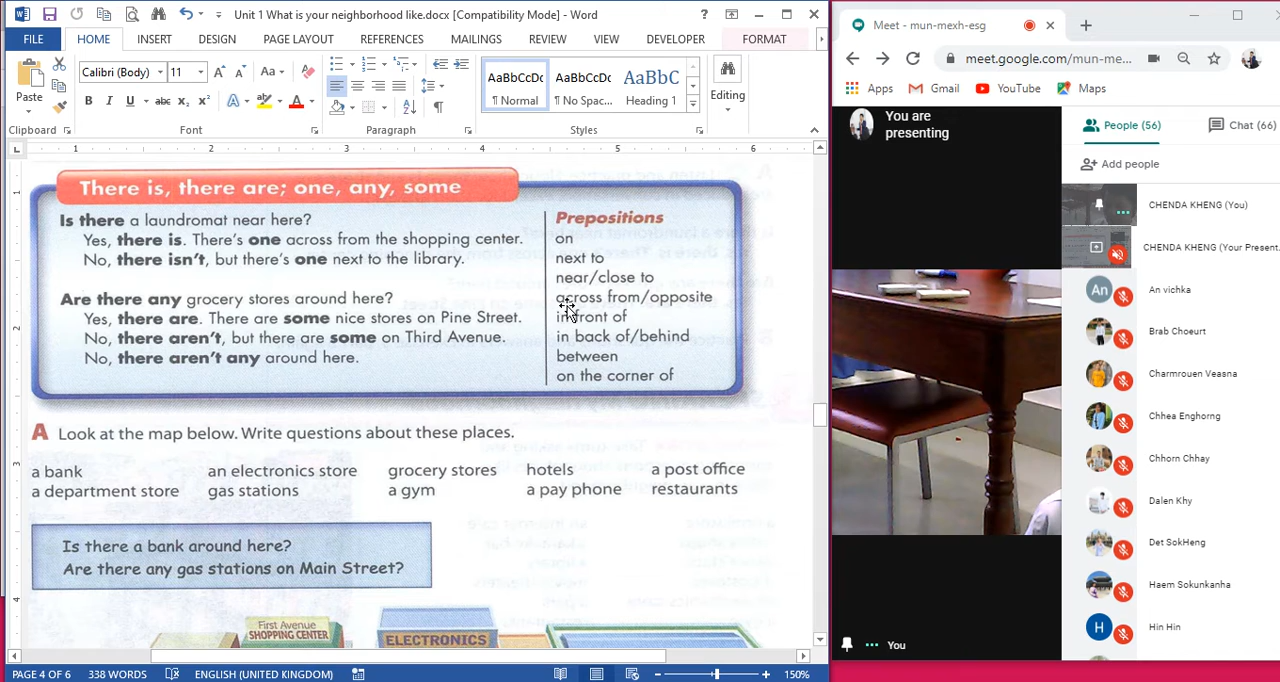 Unit 1 What is your neighborhood like.docx [Compatibility Mode] - Word
FILE HOME INSERT DESIGN PAGE LAYOUT REFERENCES MAILINGS REVIEW VIEW DEVELOPER FORMAT
Calibri (Body) 11
Paste
AaBbCcDc AaBbCcDc AaBbC
¶ Normal ¶ No Spac... Heading 1
Editing
Clipboard Font Paragraph Styles
1 2 3 4 5 6
There is, there are; one, any, some
Is there a laundromat near here?
Yes, there is. There's one across from the shopping center.
No, there isn't, but there's one next to the library.
Are there any grocery stores around here?
Yes, there are. There are some nice stores on Pine Street.
No, there aren't, but there are some on Third Avenue.
No, there aren't any around here.
Prepositions
on
next to
near/close to
across from/opposite
in front of
in back of/behind
between
on the corner of
A Look at the map below. Write questions about these places.
a bank an electronics store grocery stores hotels a post office
a department store gas stations a gym a pay phone restaurants
Is there a bank around here?
Are there any gas stations on Main Street?
First Avenue
SHOPPING CENTER
ELECTRONICS
PAGE 4 OF 6 338 WORDS ENGLISH (UNITED KINGDOM) 150%
Meet - mun-mexh-esg
meet.google.com/mun-me...
Apps Gmail YouTube Maps
You are
presenting
People (56) Chat (66)
Add people
CHENDA KHENG (You)
CHENDA KHENG (Your Present.
An An vichka
Brab Choeurt
Charmrouen Veasna
Chhea Enghorng
Chhorn Chhay
Dalen Khy
Det SokHeng
Haem Sokunkanha
H Hin Hin
You